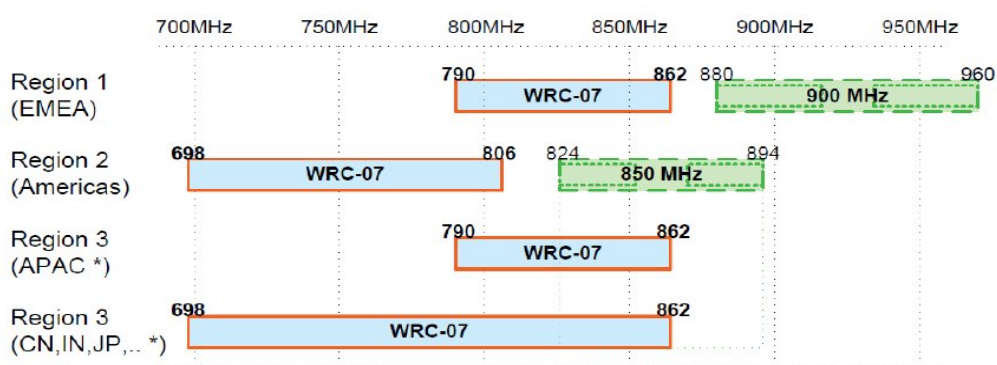 700MHz 750MHz 800MHz 850MHz 900MHz 950MHz
Region 1 790 862 880 960
(EMEA) WRC-07 900 MHz
Region 2 698 806 824 894
(Americas) WRC-07 850 MHz
Region 3 790 862
(APAC *) WRC-07
Region 3 698 862
(CN,IN,JP,.. *) WRC-07